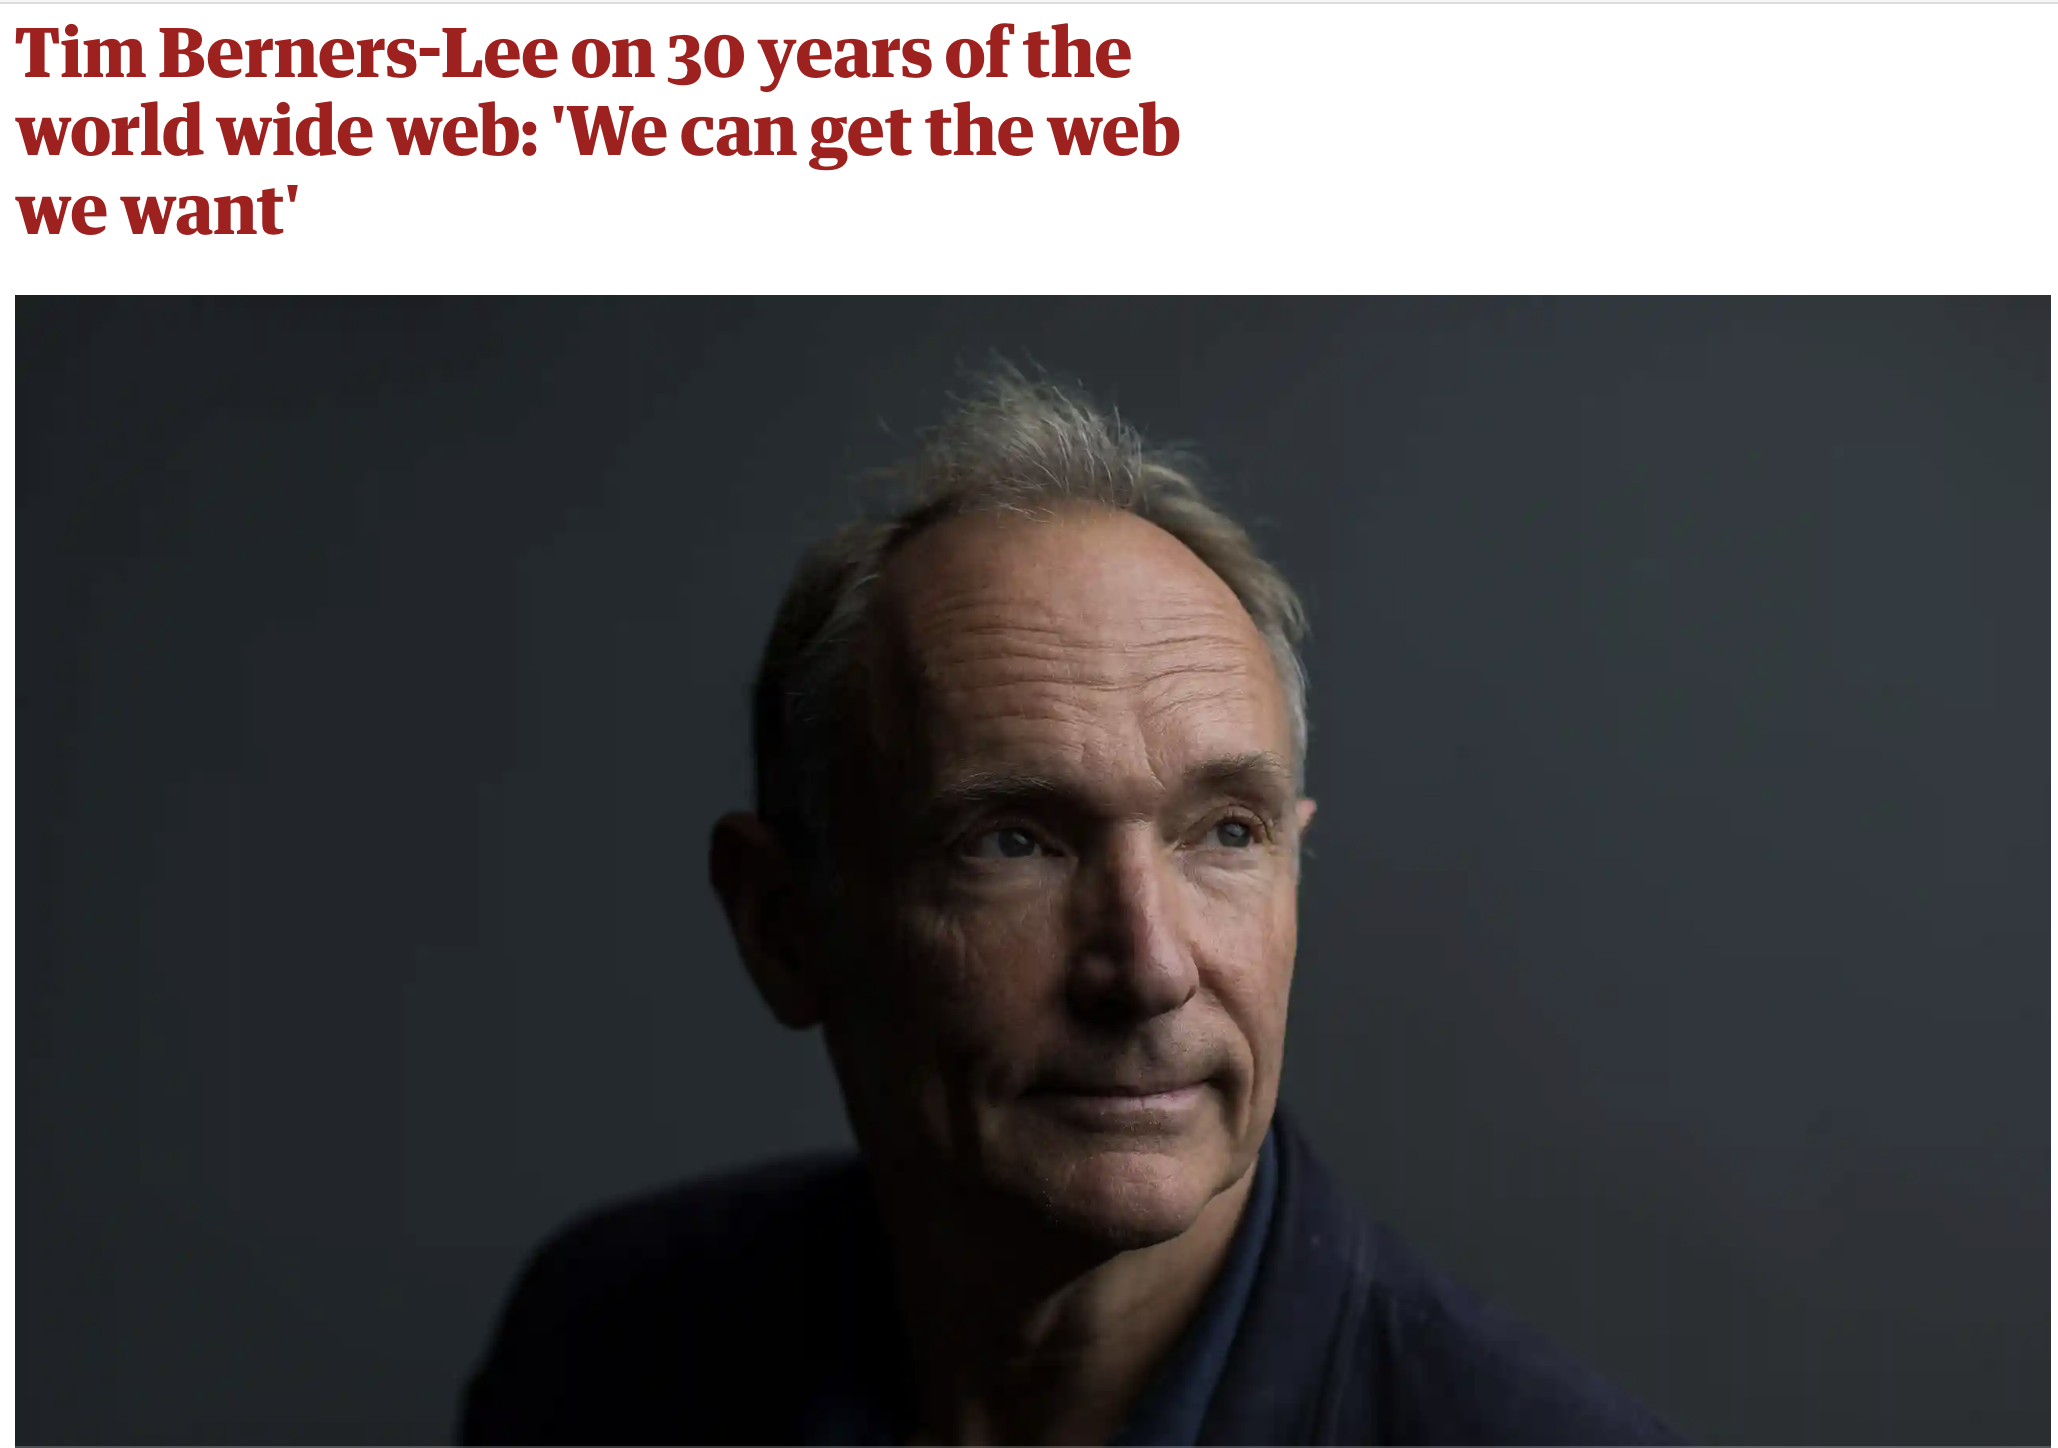 Tim Berners-Lee on 30 years of the
world wide web: 'We can get the web
we want'